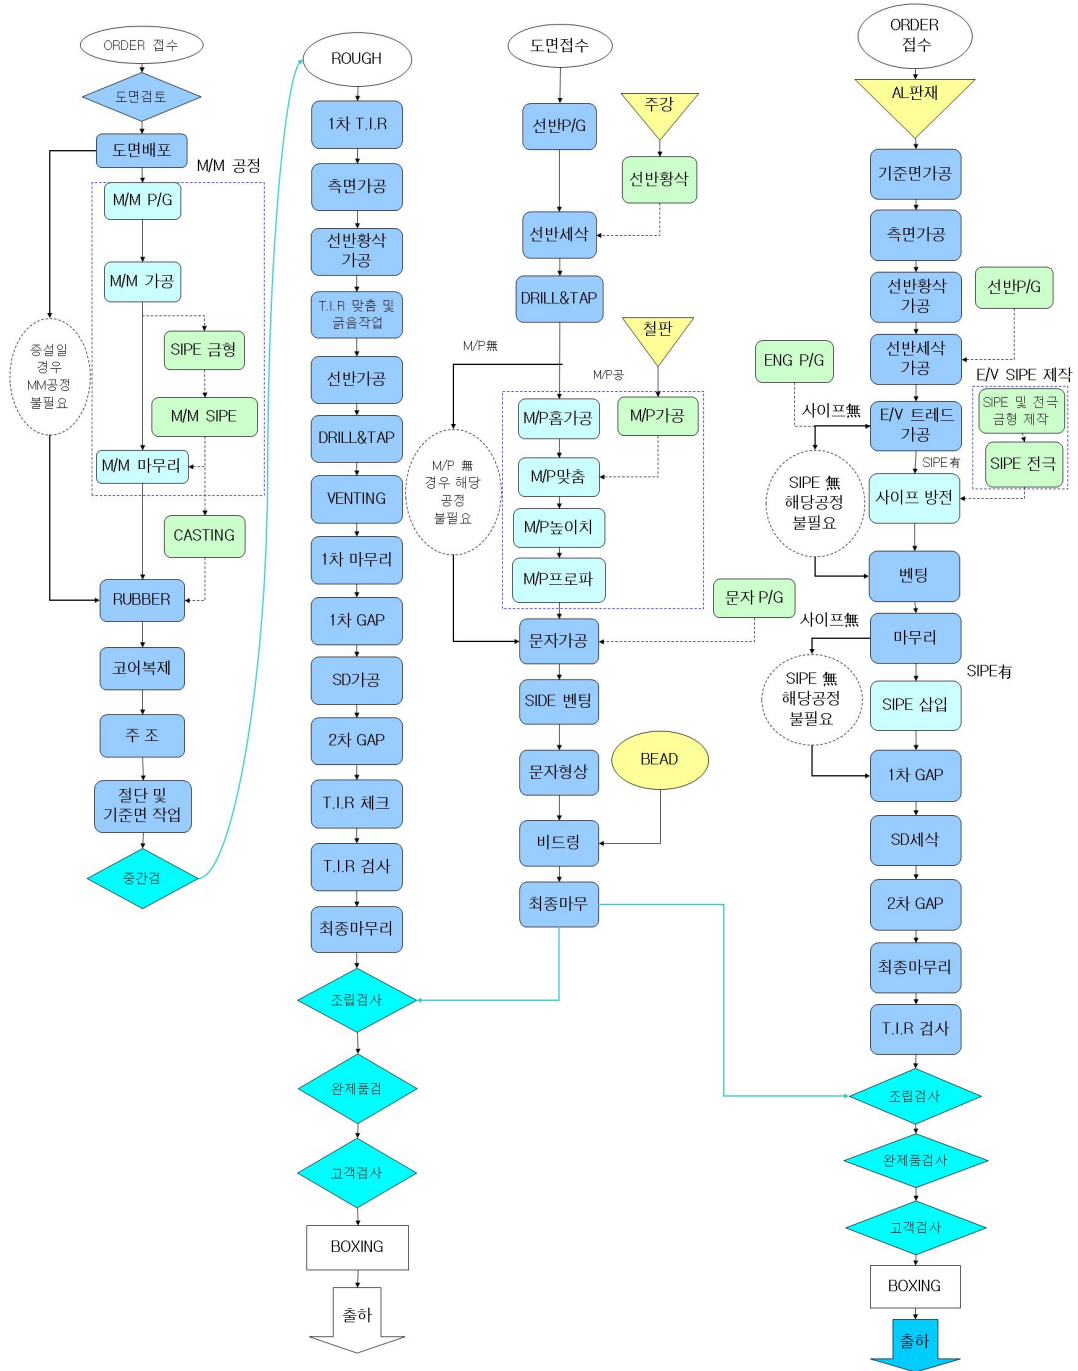 ORDER 접수
도면검토
도면배포
M/M 공정
M/M P/G
M/M 가공
SIPE 금형
증설일
경우
MM공정
불필요
M/M SIPE
M/M 마무리
CASTING
RUBBER
코어복제
주 조
절단 및
기준면 작업
중간검
ROUGH
1차 T.I.R
측면가공
선반황삭
가공
T.I.R 맞춤 및
긁음작업
선반가공
DRILL&TAP
VENTING
1차 마무리
1차 GAP
SD가공
2차 GAP
T.I.R 체크
T.I.R 검사
최종마무리
조립검사
완제품검
고객검사
BOXING
출하
도면접수
주강
선반P/G
선반황삭
선반세삭
DRILL&TAP
철판
M/P無
M/P공
M/P홈가공
M/P가공
M/P 無
경우 해당
공정
불필요
M/P맞춤
M/P높이치
M/P프로파
문자 P/G
문자가공
SIDE 벤팅
문자형상
BEAD
비드링
최종마무
ORDER
접수
AL판재
기준면가공
측면가공
선반황삭
가공
선반P/G
선반세삭
가공
ENG P/G
E/V SIPE 제작
사이프無
E/V 트레드
가공
SIPE 및 전극
금형 제작
SIPE有
SIPE 전극
SIPE 無
해당공정
불필요
사이프 방전
벤팅
사이프無
마무리
SIPE有
SIPE 無
해당공정
불필요
SIPE 삽입
1차 GAP
SD세삭
2차 GAP
최종마무리
T.I.R 검사
조립검사
완제품검사
고객검사
BOXING
출하